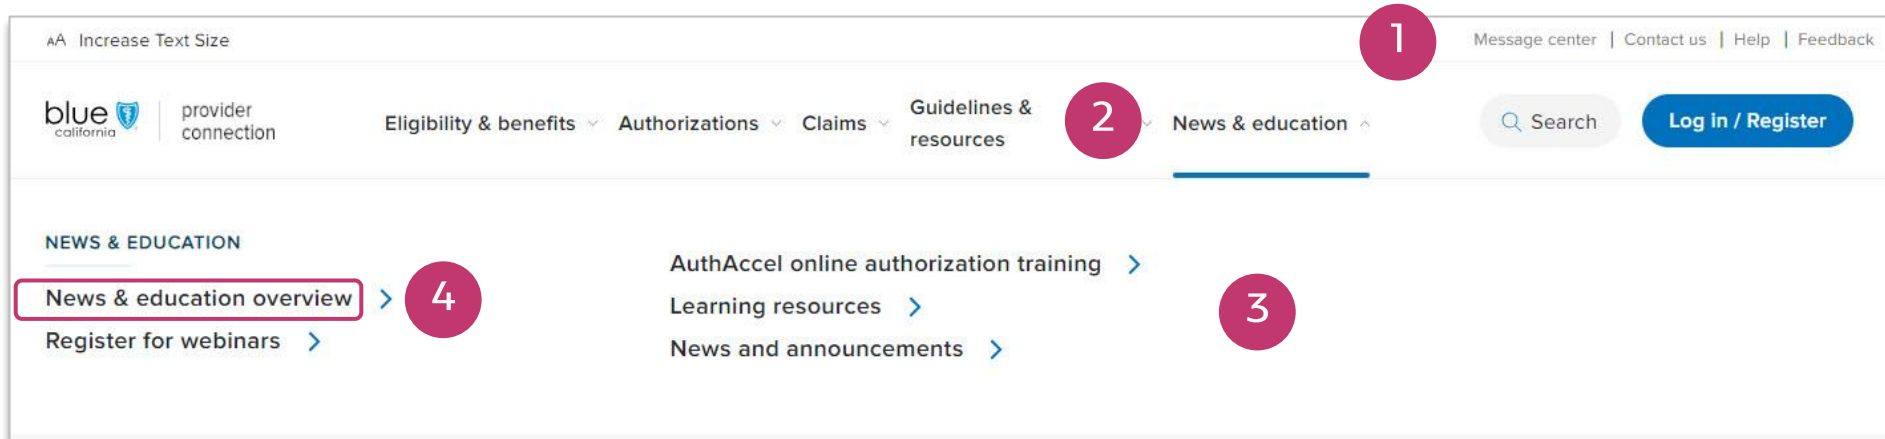 AA Increase Text Size
1
Message center | Contact us | Help | Feedback
blue
california
provider
connection
Eligibility & benefits
Authorizations
Claims
Guidelines &
resources
2
News & education
Search
Log in / Register
NEWS & EDUCATION
News & education overview
4
Register for webinars
AuthAccel online authorization training
Learning resources
News and announcements
3